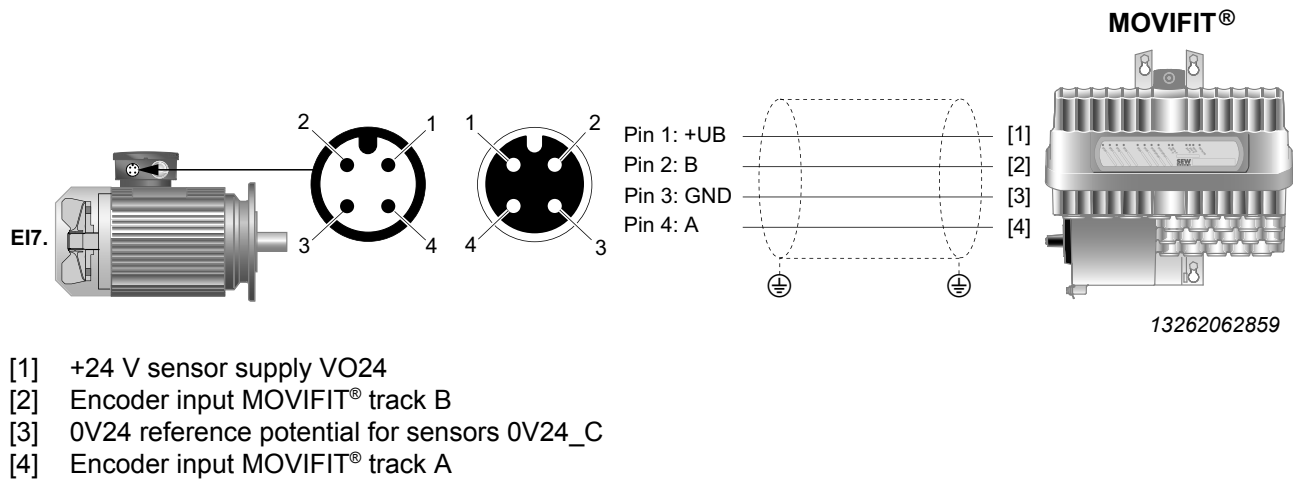 MOVIFIT®
2 1 1 2
3 4 4 3
EI7.
Pin 1: +UB [1]
Pin 2: B [2]
Pin 3: GND [3]
Pin 4: A [4]
SEW
13262062859
[1] +24 V sensor supply VO24
[2] Encoder input MOVIFIT® track B
[3] 0V24 reference potential for sensors 0V24_C
[4] Encoder input MOVIFIT® track A